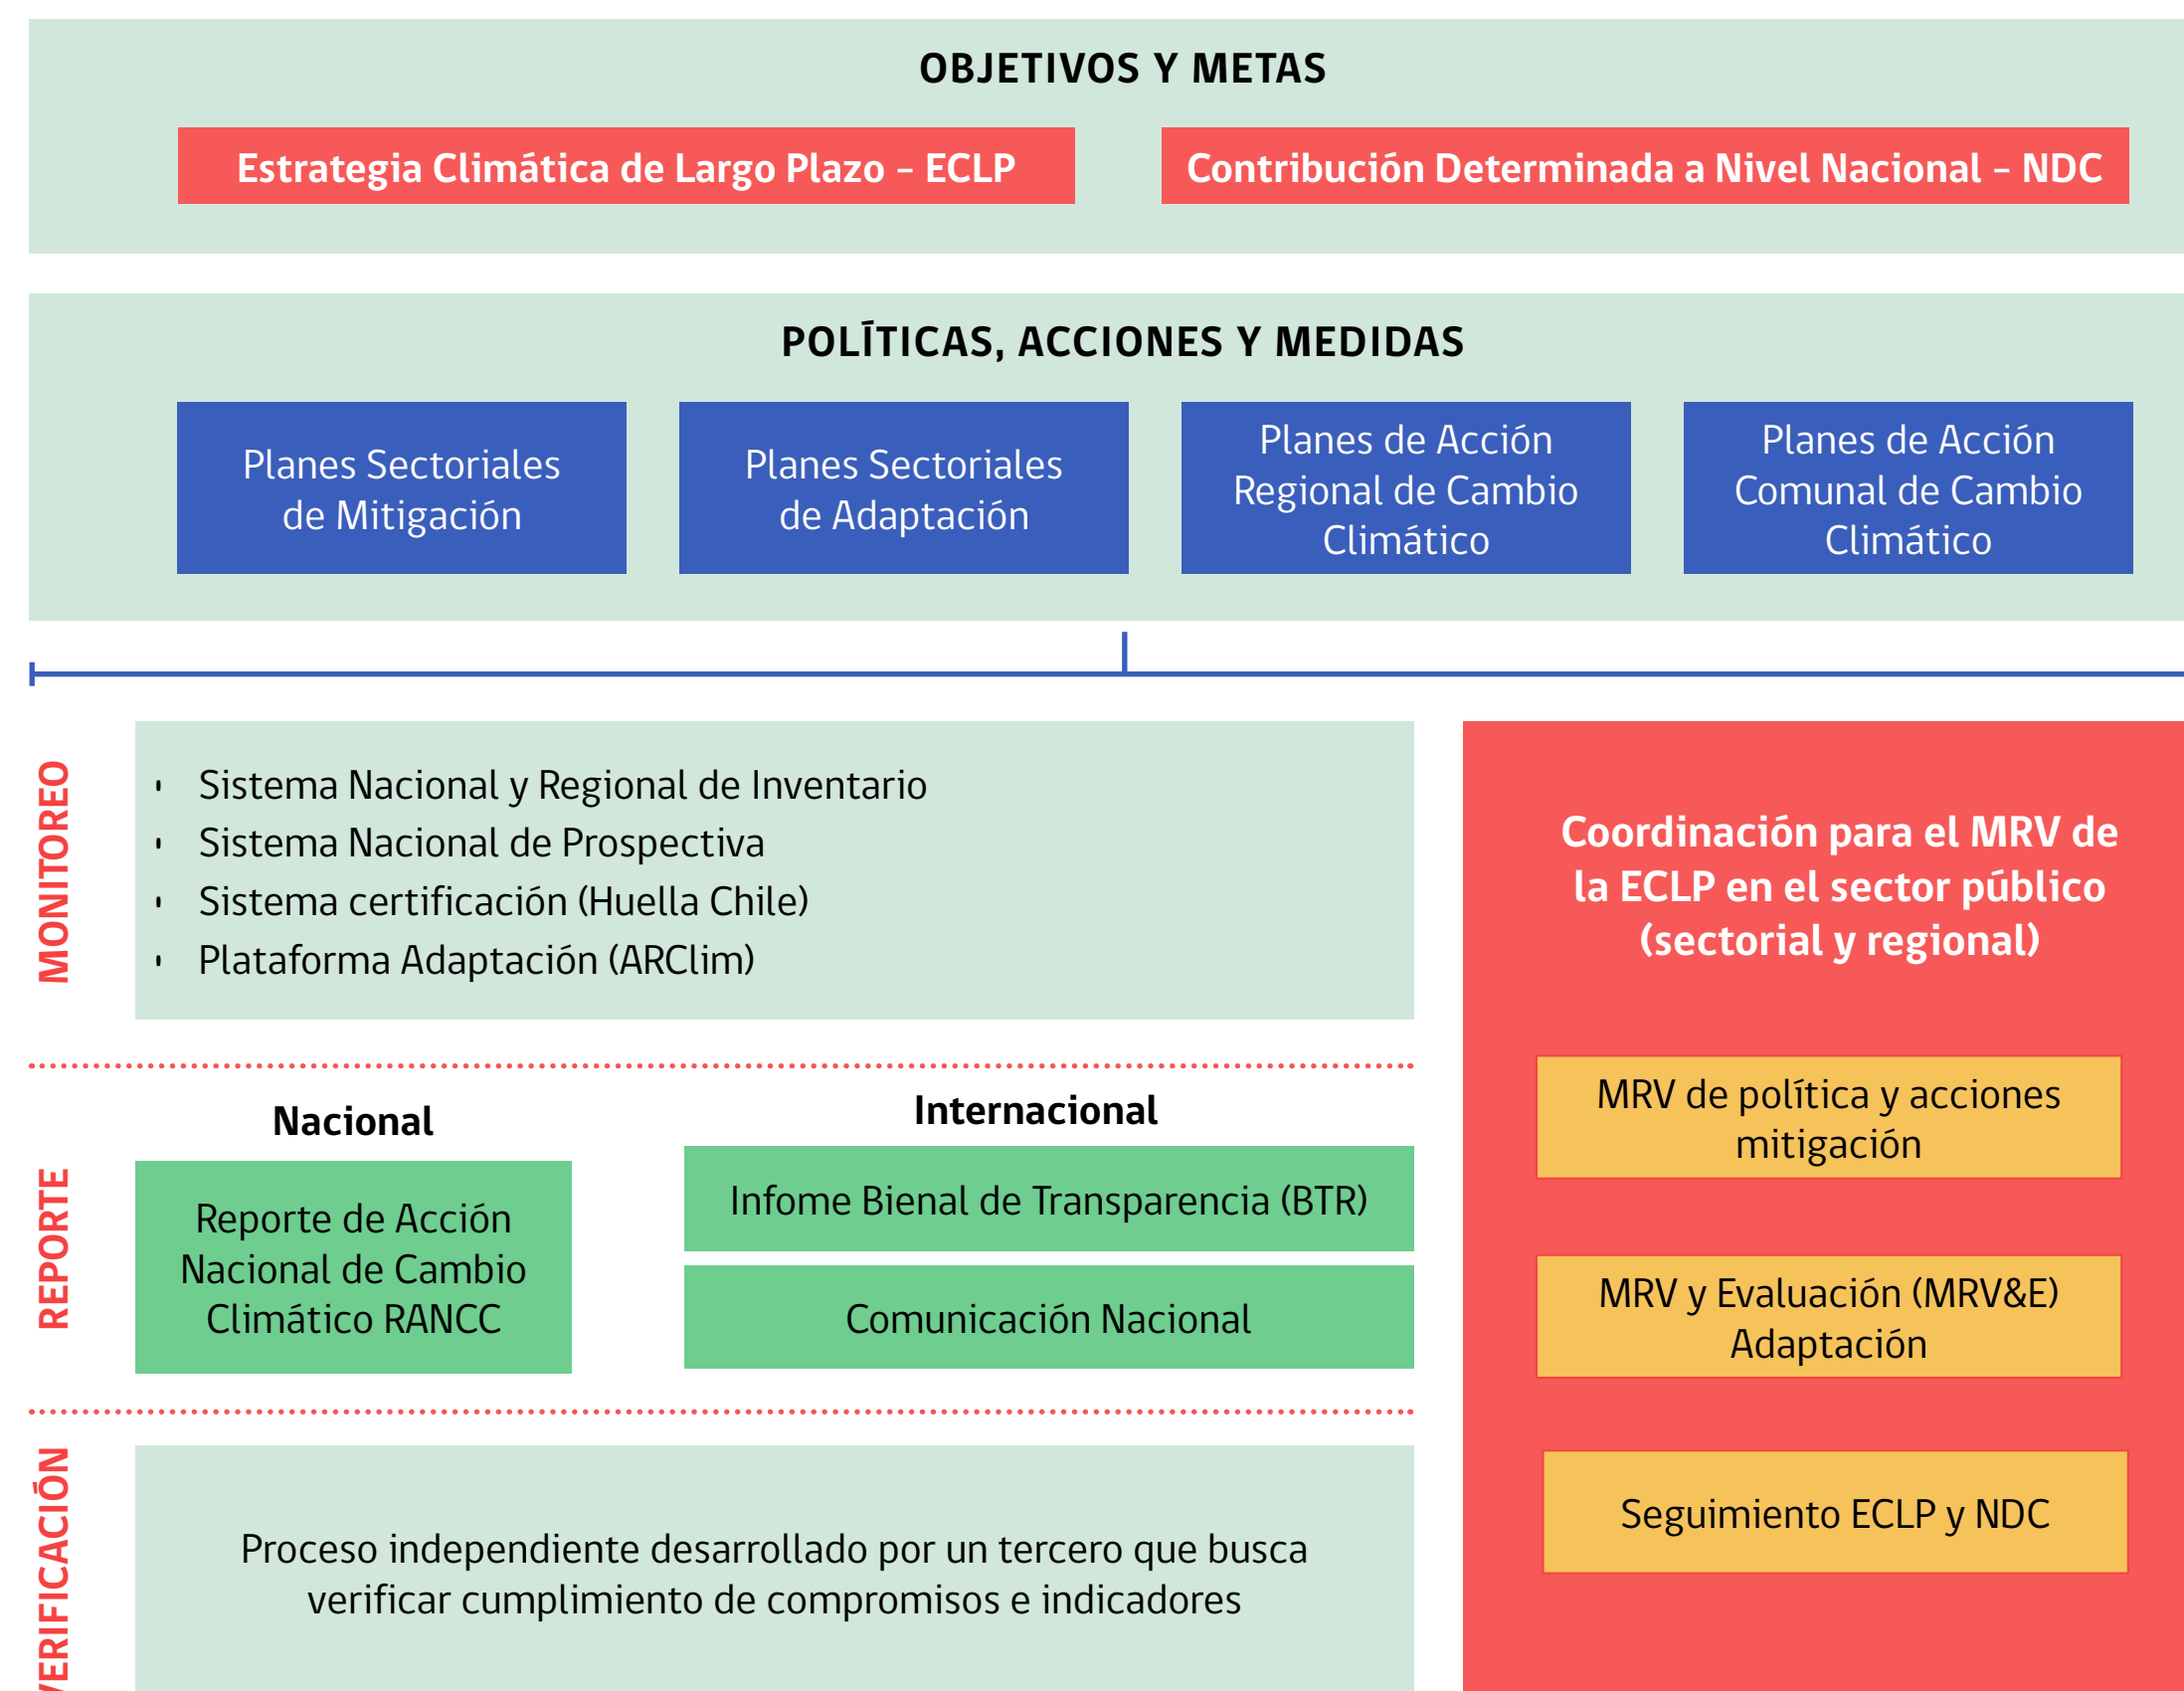 OBJETIVOS Y METAS
Estrategia Climática de Largo Plazo – ECLP
Contribución Determinada a Nivel Nacional – NDC
POLÍTICAS, ACCIONES Y MEDIDAS
Planes Sectoriales
de Mitigación
Planes Sectoriales
de Adaptación
Planes de Acción
Regional de Cambio
Climático
Planes de Acción
Comunal de Cambio
Climático
MONITOREO
• Sistema Nacional y Regional de Inventario
• Sistema Nacional de Prospectiva
• Sistema certificación (Huella Chile)
• Plataforma Adaptación (ARClim)
REPORTE
Nacional
Reporte de Acción
Nacional de Cambio
Climático RANCC
Internacional
Infome Bienal de Transparencia (BTR)
Comunicación Nacional
VERIFICACIÓN
Proceso independiente desarrollado por un tercero que busca
verificar cumplimiento de compromisos e indicadores
Coordinación para el MRV de
la ECLP en el sector público
(sectorial y regional)
MRV de política y acciones
mitigación
MRV y Evaluación (MRV&E)
Adaptación
Seguimiento ECLP y NDC